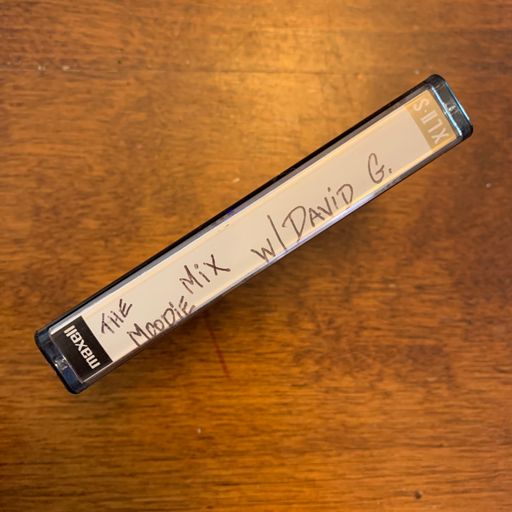 maxell
THE
MOODIE MIX W/DAVID G.
XLII-S